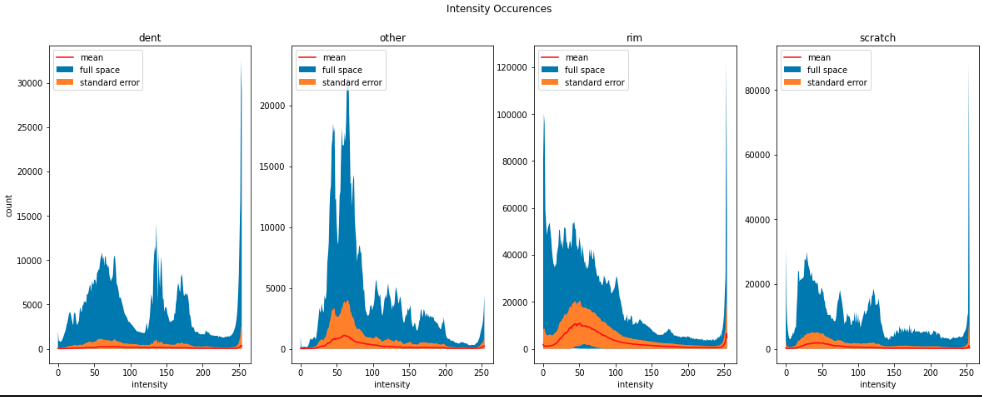 Intensity Occurences
dent
other
rim
scratch
mean
full space
standard error
mean
full space
standard error
mean
full space
standard error
mean
full space
standard error
count
30000
25000
20000
15000
10000
5000
0
20000
15000
10000
5000
0
120000
100000
80000
60000
40000
20000
0
80000
60000
40000
20000
0
0 50 100 150 200 250
0 50 100 150 200 250
0 50 100 150 200 250
0 50 100 150 200 250
intensity
intensity
intensity
intensity